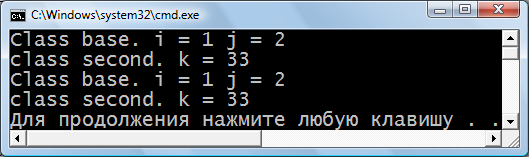 C:\Windows\system32\cmd.exe
Class base. i = 1 j = 2
Class second. k = 33
Class base. i = 1 j = 2
Class second. k = 33
Для продолжения нажмите любую клавишу . .